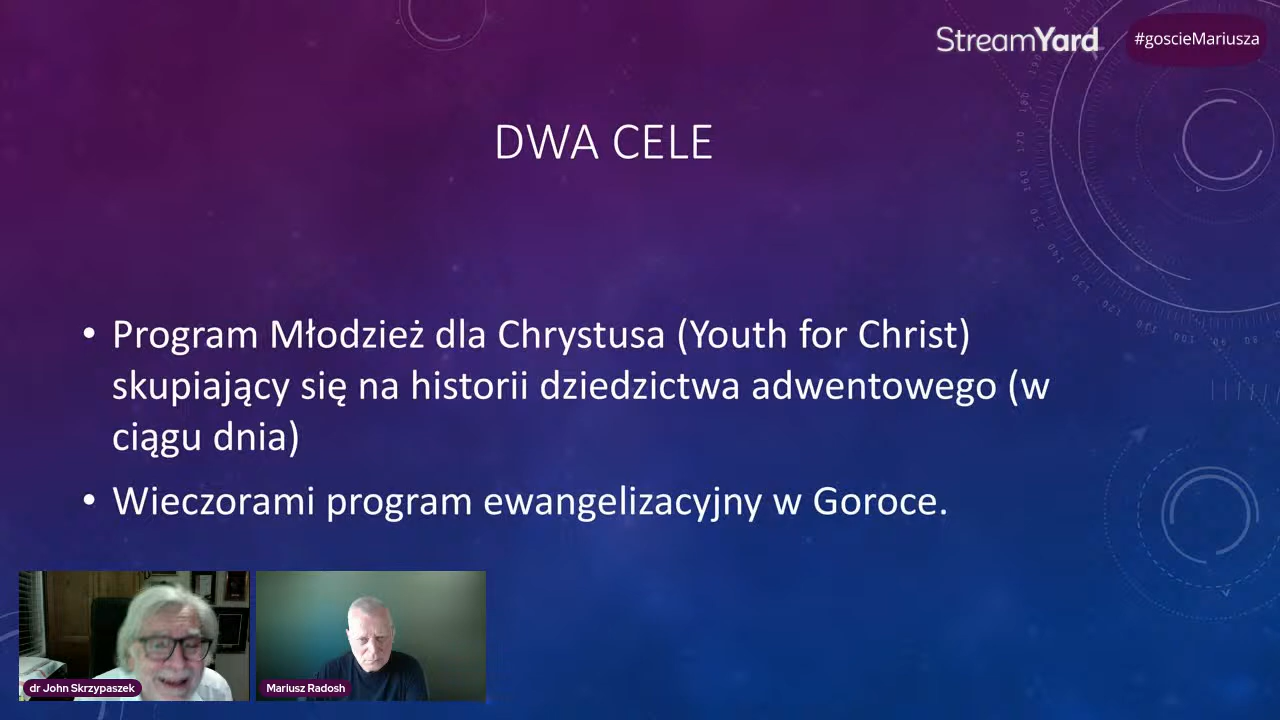 StreamYard
#goscieMariusza
DWA CELE
• Program Młodzież dla Chrystusa (Youth for Christ)
skupiający się na historii dziedzictwa adwentowego (w
ciągu dnia)
• Wieczorami program ewangelizacyjny w Goroce.
dr John Skrzypaszek
Mariusz Radosh